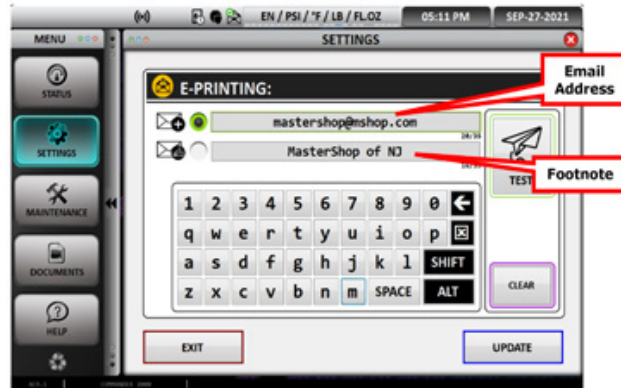 EN / PSI / °F / LB / FL.OZ
05:11 PM
SEP-27-2021
MENU
SETTINGS
STATUS
SETTINGS
MAINTENANCE
DOCUMENTS
HELP
E-PRINTING:
mastershop@mshop.com
MasterShop of NJ
Email
Address
Footnote
TEST
1 2 3 4 5 6 7 8 9 0
q w e r t y u i o p
a s d f g h j k l SHIFT
z x c v b n m SPACE ALT
CLEAR
EXIT
UPDATE